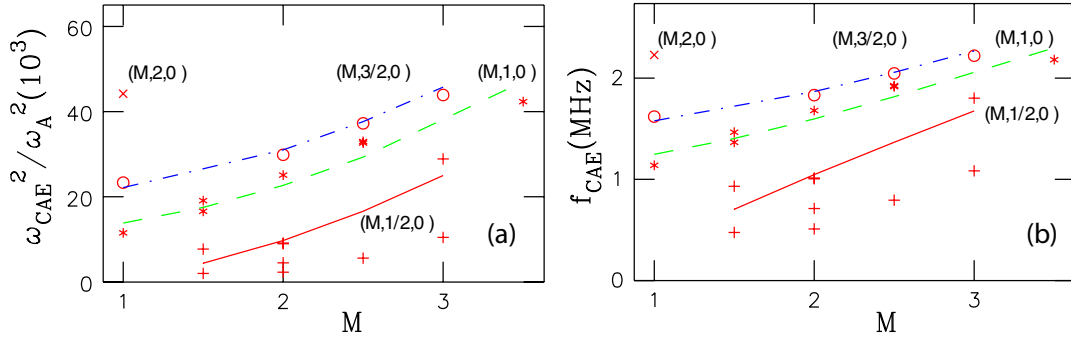 60
40
20
0
ω_CAE^2/ω_A^2(10^3)
(M,2,0 )
(M,3/2,0 )
(M,1,0 )
(M,1/2,0 )
(a)
1
2
3
M
2
1
0
f_CAE(MHz)
(M,2,0 )
(M,3/2,0 )
(M,1,0 )
(M,1/2,0 )
(b)
1
2
3
M